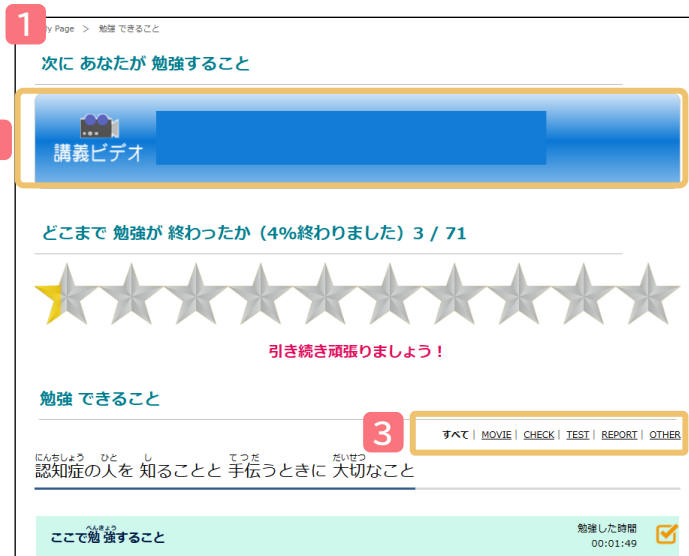 1
y Page > 勉強 できること
次に あなたが 勉強すること
講義ビデオ
どこまで 勉強が 終わったか（4%終わりました）3 / 71
引き続き頑張りましょう！
勉強 できること
3
すべて | MOVIE | CHECK | TEST | REPORT | OTHER
にんちしょう ひと し てつだ だいせつ
認知症の人を 知ることと 手伝うときに 大切なこと
べんきょう
ここで勉強すること
勉強した時間
00:01:49